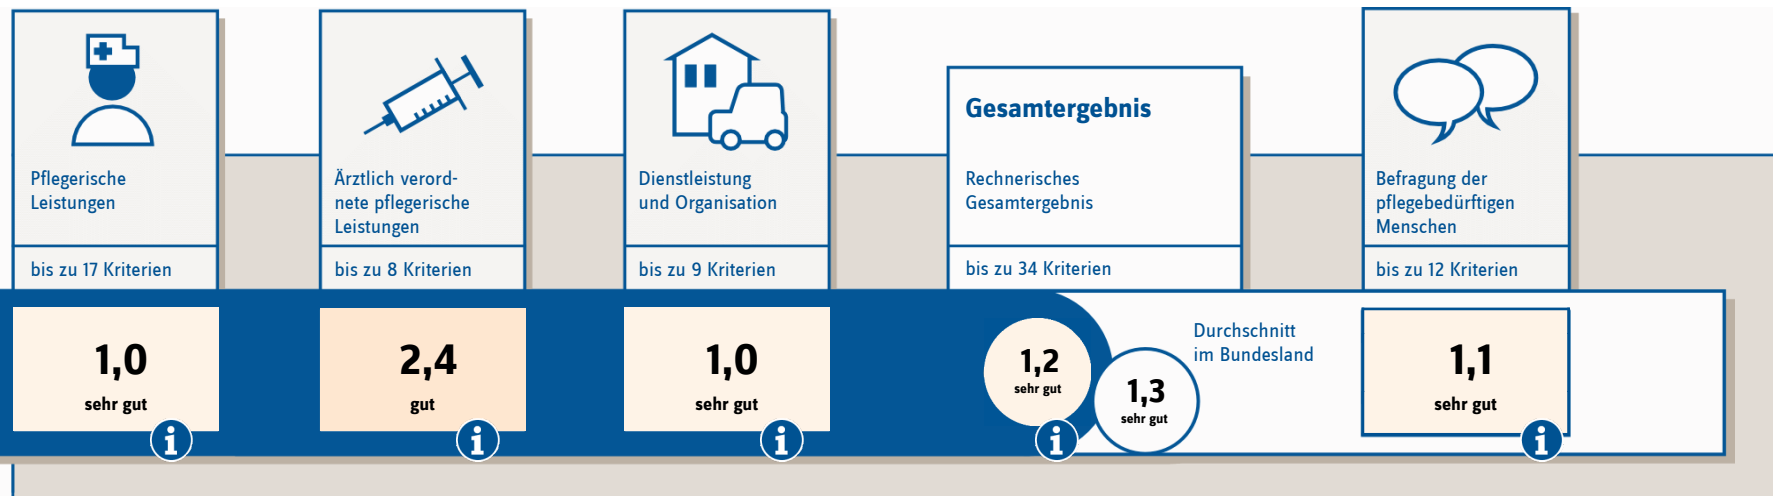 Pflegerische
Leistungen
bis zu 17 Kriterien
1,0
sehr gut
i
Ärztlich verord-
nete pflegerische
Leistungen
bis zu 8 Kriterien
2,4
gut
i
Dienstleistung
und Organisation
bis zu 9 Kriterien
1,0
sehr gut
i
Gesamtergebnis
Rechnerisches
Gesamtergebnis
bis zu 34 Kriterien
1,2
sehr gut
i
1,3
sehr gut
Durchschnitt
im Bundesland
Befragung der
pflegebedürftigen
Menschen
bis zu 12 Kriterien
1,1
sehr gut
i